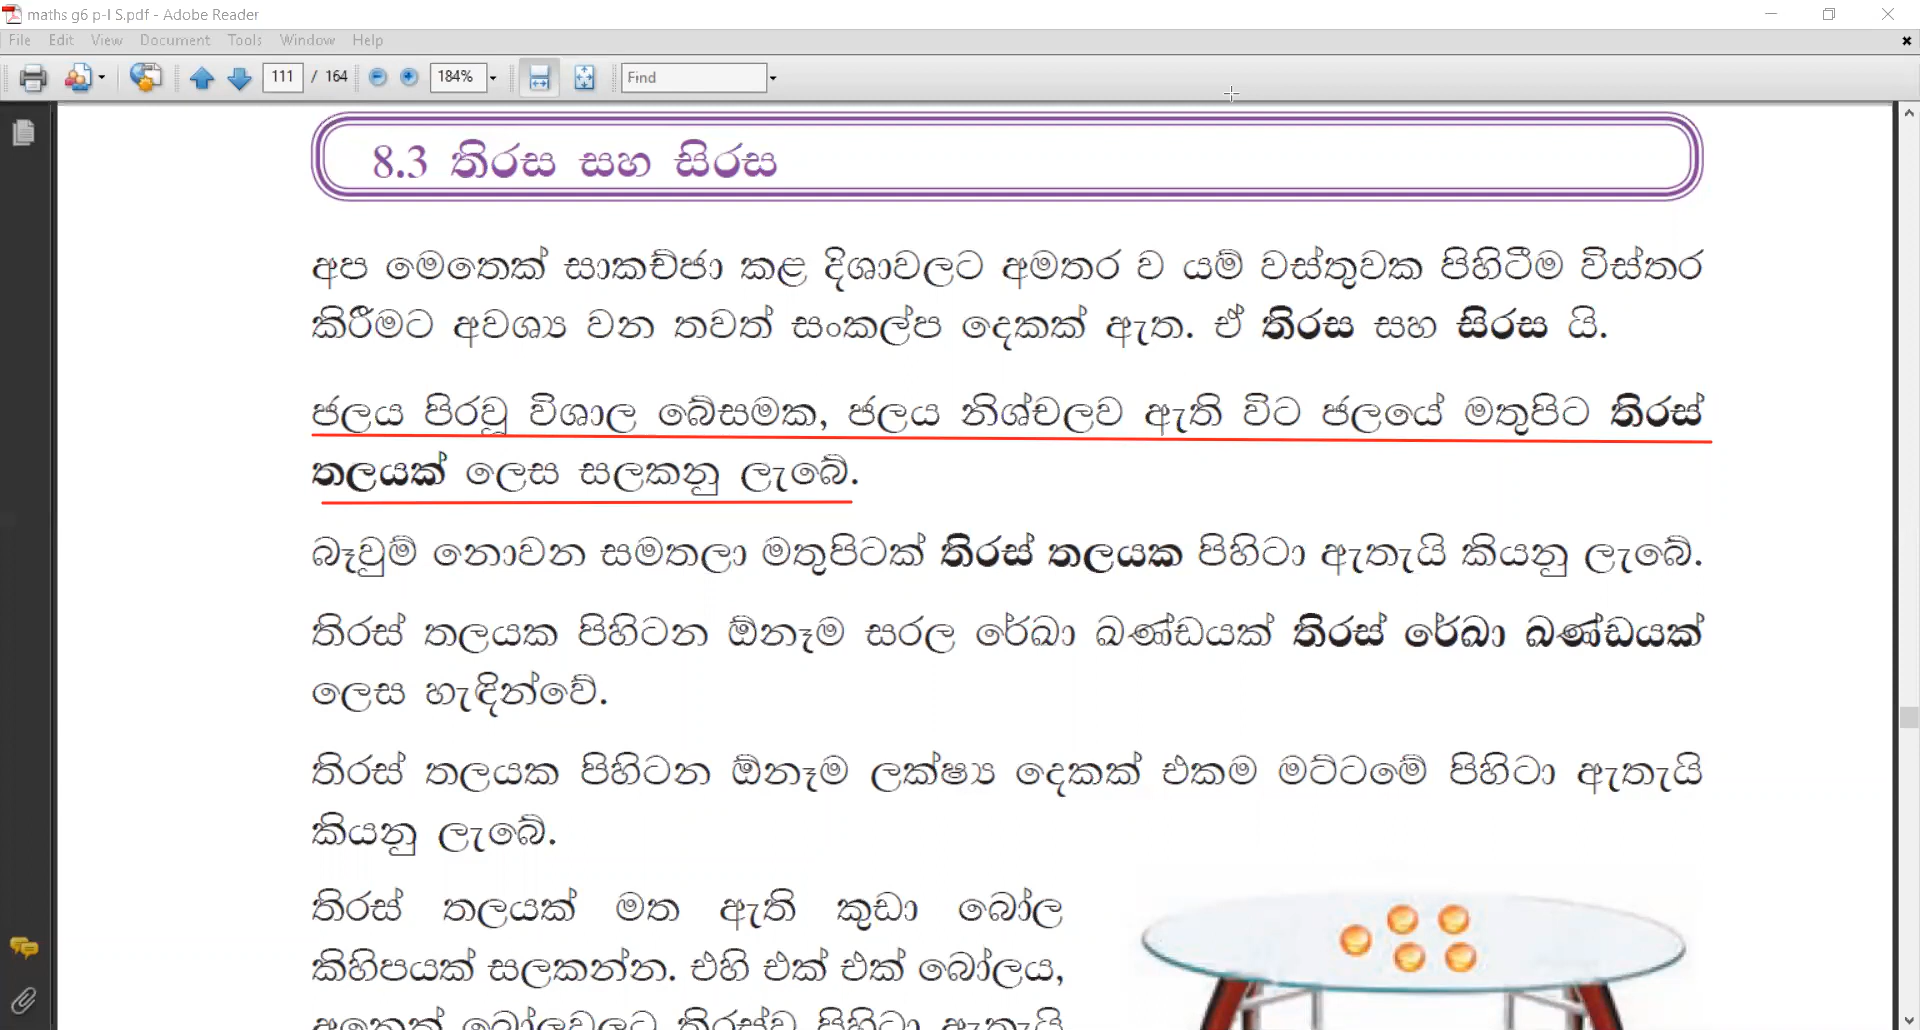 maths g6 p-I S.pdf - Adobe Reader
File Edit View Document Tools Window Help
111 / 164 184% Find
8.3 තිරස සහ සිරස
අප මෙතෙක් සාකච්ඡා කළ දිශාවලට අමතර ව යම් වස්තුවක පිහිටීම විස්තර
කිරීමට අවශ්‍ය වන තවත් සංකල්ප දෙකක් ඇත. ඒ තිරස සහ සිරස යි.
ජලය පිරවූ විශාල බේසමක, ජලය නිශ්චලව ඇති විට ජලයේ මතුපිට තිරස්
තලයක් ලෙස සලකනු ලැබේ.
බෑවුම් නොවන සමතලා මතුපිටක් තිරස් තලයක පිහිටා ඇතැයි කියනු ලැබේ.
තිරස් තලයක පිහිටන ඕනෑම සරල රේඛා ඛණ්ඩයක් තිරස් රේඛා ඛණ්ඩයක්
ලෙස හැඳින්වේ.
තිරස් තලයක පිහිටන ඕනෑම ලක්ෂ්‍ය දෙකක් එකම මට්ටමේ පිහිටා ඇතැයි
කියනු ලැබේ.
තිරස් තලයක් මත ඇති කුඩා බෝල
කිහිපයක් සලකන්න. එහි එක් එක් බෝලය,
අනෙක් බෝලවලට තිරස්ව පිහිටා ඇතැයි